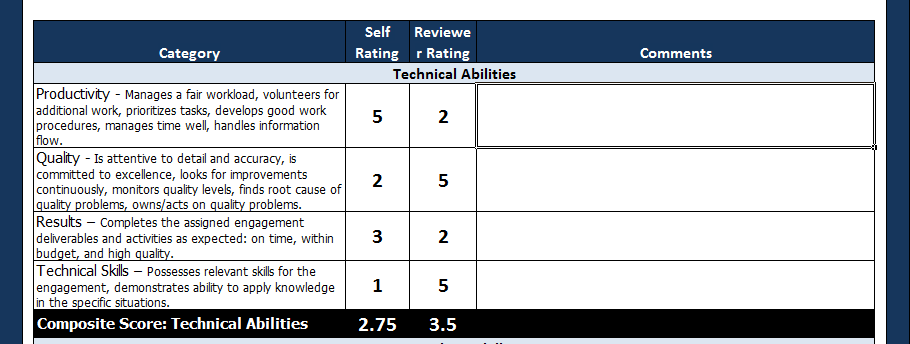 Self Reviewe
Category Rating r Rating Comments
Technical Abilities
Productivity - Manages a fair workload, volunteers for
additional work, prioritizes tasks, develops good work
procedures, manages time well, handles information
flow.
5 2
Quality - Is attentive to detail and accuracy, is
committed to excellence, looks for improvements
continuously, monitors quality levels, finds root cause of
quality problems, owns/acts on quality problems.
2 5
Results – Completes the assigned engagement
deliverables and activities as expected: on time, within
budget, and high quality.
3 2
Technical Skills – Possesses relevant skills for the
engagement, demonstrates ability to apply knowledge
in the specific situations.
1 5
Composite Score: Technical Abilities 2.75 3.5